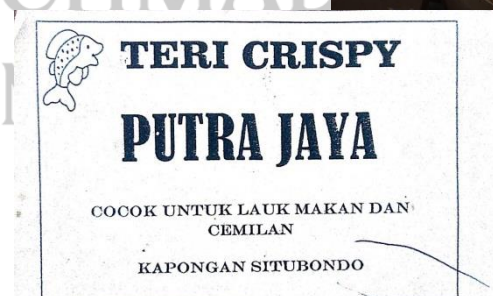 TERI CRISPY
PUTRA JAYA
COCOK UNTUK LAUK MAKAN DAN
CEMILAN
KAPONGAN SITUBONDO